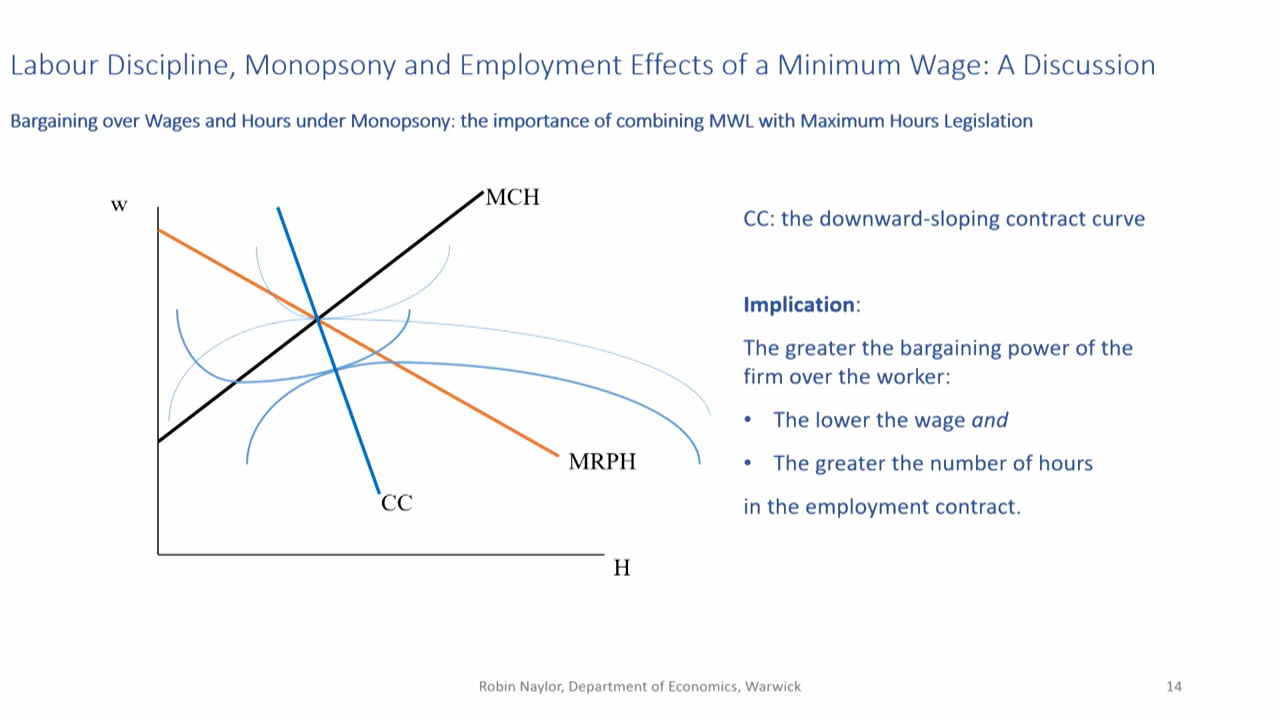 Labour Discipline, Monopsony and Employment Effects of a Minimum Wage: A Discussion
Bargaining over Wages and Hours under Monopsony: the importance of combining MWL with Maximum Hours Legislation
w
MCH
MRPH
CC
H
CC: the downward-sloping contract curve
Implication:
The greater the bargaining power of the
firm over the worker:
• The lower the wage and
• The greater the number of hours
in the employment contract.
Robin Naylor, Department of Economics, Warwick
14